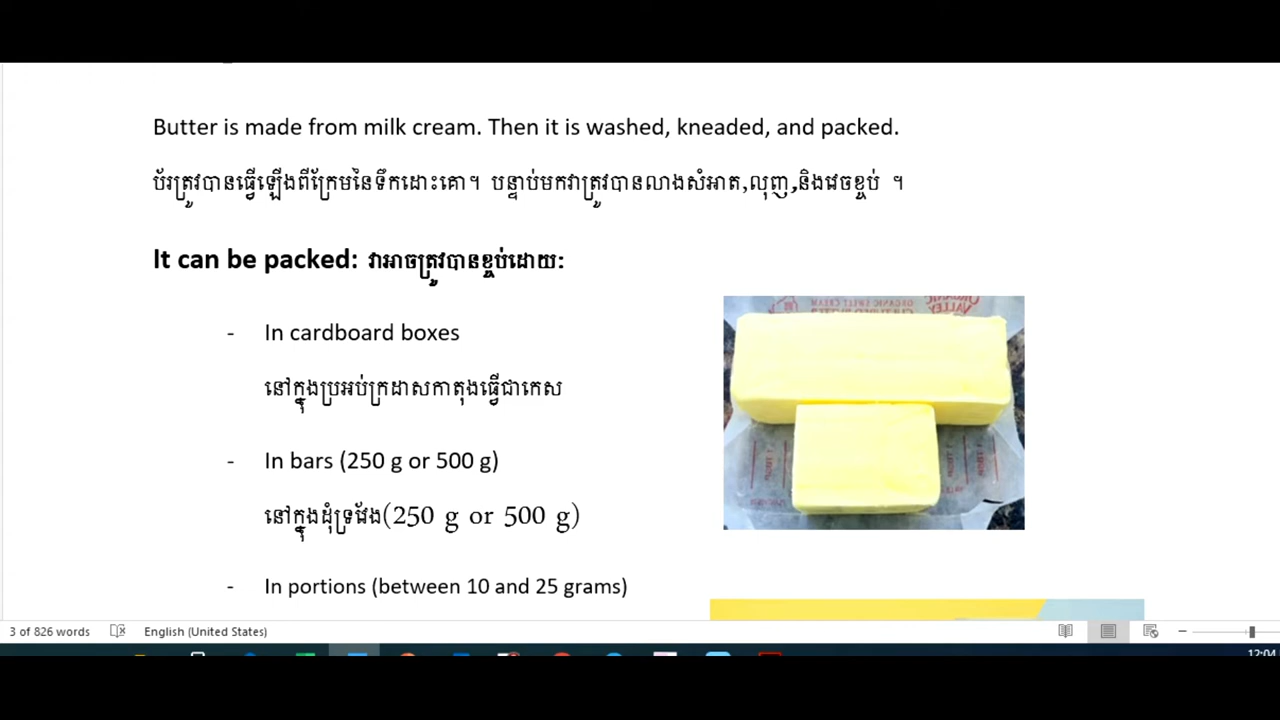 Butter is made from milk cream. Then it is washed, kneaded, and packed.
ប័រត្រូវបានធ្វើឡើងពីក្រែមនៃទឹកដោះគោ។ បន្ទាប់មកវាត្រូវបានលាងសំអាត,លុញ,និងវេចខ្ចប់ ។
It can be packed: វាអាចត្រូវបានខ្ចប់ដោយ:
- In cardboard boxes
នៅក្នុងប្រអប់ក្រដាសកាតុងធ្វើជាកេស
- In bars (250 g or 500 g)
នៅក្នុងដុំទ្រវែង(250 g or 500 g)
- In portions (between 10 and 25 grams)
3 of 826 words English (United States)
12:04